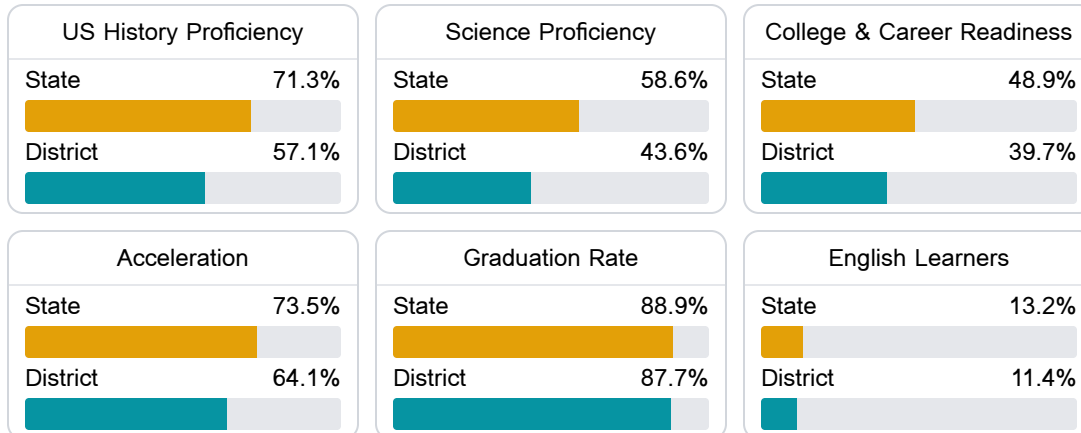 US History Proficiency
State 71.3%
District 57.1%
Science Proficiency
State 58.6%
District 43.6%
College & Career Readiness
State 48.9%
District 39.7%
Acceleration
State 73.5%
District 64.1%
Graduation Rate
State 88.9%
District 87.7%
English Learners
State 13.2%
District 11.4%